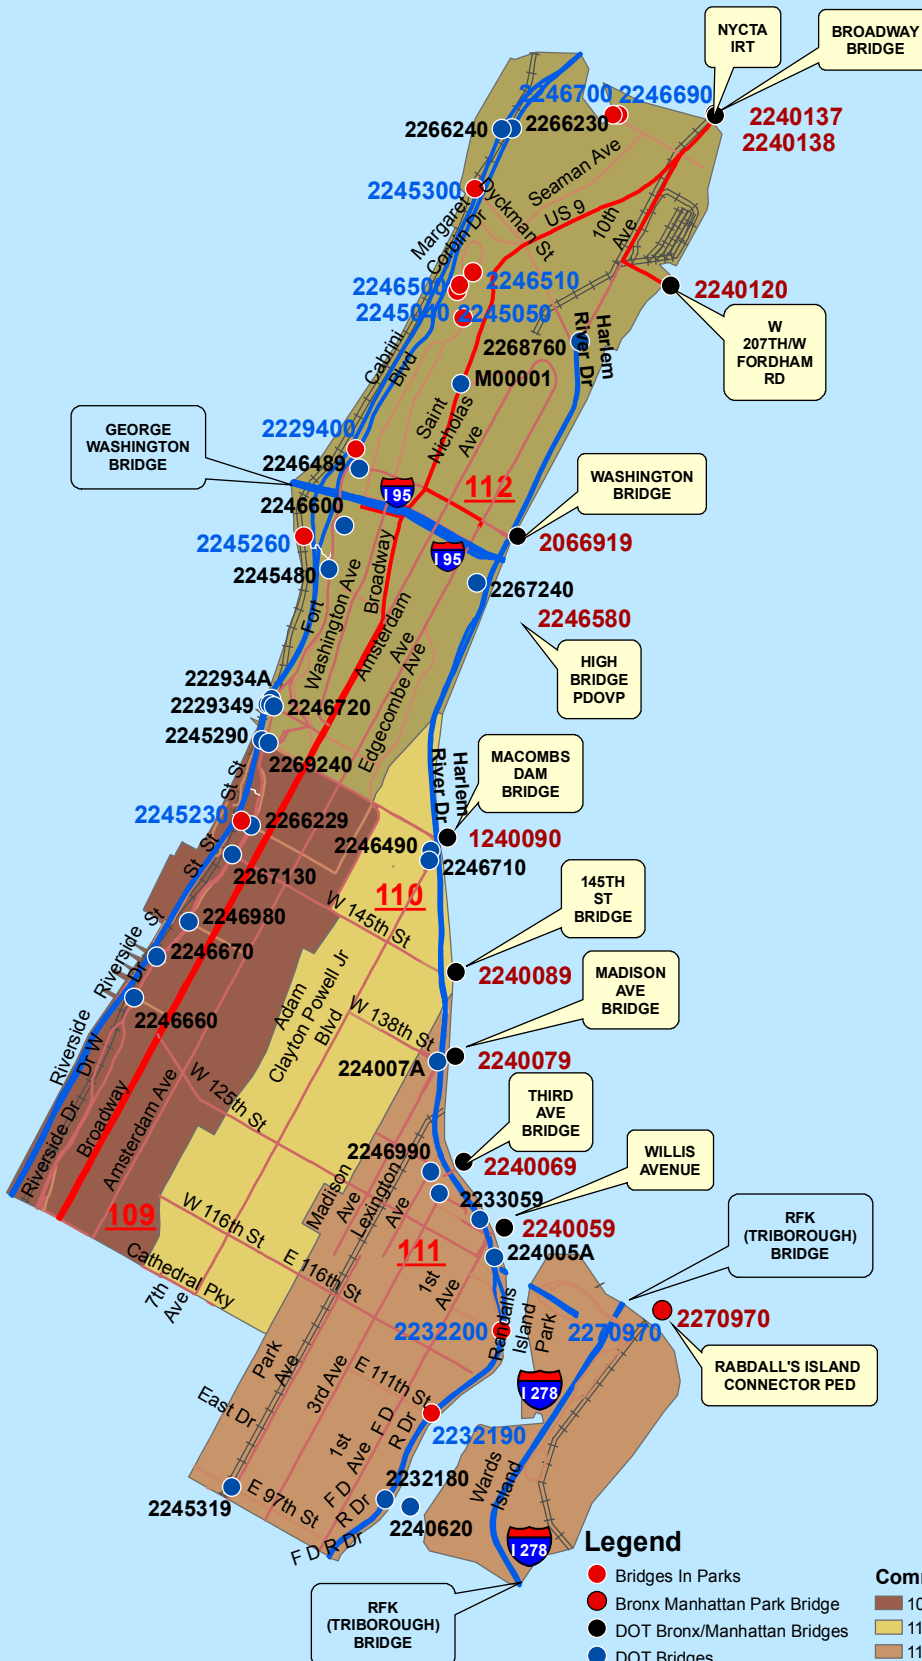 NYCTA
IRT
BROADWAY
BRIDGE
2246700 2246690
2240137
2240138
2266240
2266230
Seaman Ave
2245300
Dyckman St
US 9
Margaret
Corbin Dr
10th
Ave
2246500
2246510
2240120
2245040 2245050
W
207TH/W
FORDHAM
RD
2268760
Harlem
River Dr
Cabrini
Blvd
M00001
Saint
Nicholas
Ave
GEORGE
WASHINGTON
BRIDGE
2229400
2246489
I 95
112
WASHINGTON
BRIDGE
2246600
2245260
I 95
2066919
2245480
2267240
Fort
Washington Ave
Broadway
Amsterdam
Ave
Edgecombe Ave
2246580
HIGH
BRIDGE
PDOVP
222934A
2229349
2246720
2245290
2269240
Harlem
River Dr
MACOMBS
DAM
BRIDGE
St St
2245230
2266229
1240090
2246490
2246710
St St
2267130
110
145TH
ST
BRIDGE
W 145th St
2246980
Riverside St
Dr
2246670
2240089
MADISON
AVE
BRIDGE
Adam
Clayton Powell Jr
Blvd
2246660
W 138th St
2240079
224007A
Riverside
Dr W
W 125th St
THIRD
AVE
BRIDGE
Riverside Dr
Broadway
Amsterdam Ave
2246990
2240069
WILLIS
AVENUE
Madison
Ave
Lexington
Ave
2233059
2240059
109
W 116th St
111
224005A
RFK
(TRIBOROUGH)
BRIDGE
Cathedral Pky
E 116th St
7th
Ave
1st
Ave
Randalls
Island
Park
2232200
2270970
2270970
Park
Ave
3rd Ave
E 111th St
RABDALL'S ISLAND
CONNECTOR PED
I 278
East Dr
F D
R Dr
2232190
1st
Ave
F D
R Dr
Wards
Island
2232180
2245319
E 97th St
2240620
F D R Dr
I 278
RFK
(TRIBOROUGH)
BRIDGE
Legend
Bridges In Parks
Bronx Manhattan Park Bridge
DOT Bronx/Manhattan Bridges
DOT Bridges
10
11
11